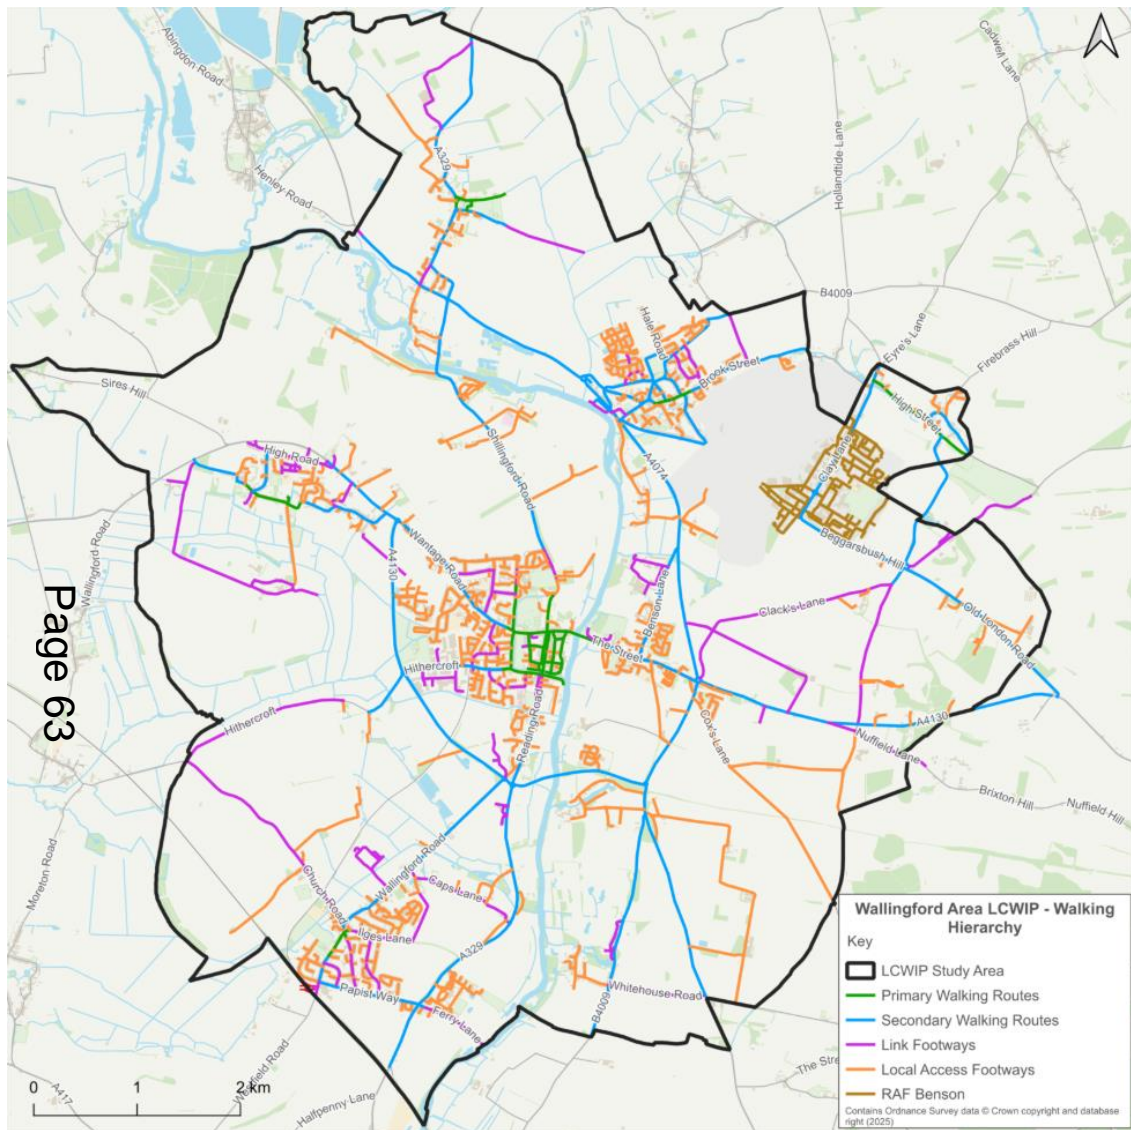 Abingdon Road
Cadwell Lane
Hollandtide Lane
A329
Henley Road
B4009
Eyre's Lane
Firebrass Hill
Hale Road
Brook Street
Sires Hill
High Street
Shillingford Road
High Road
A4074
Clay Lane
Wallingford Road
Wantage Road
A4130
Beggarsbush Hill
Benson Lane
Clack's Lane
Old London Road
Page 63
The Street
Hithercroft
Reading Road
Hithercroft
Cox's Lane
A4130
Nuffield Lane
Brixton Hill
Nuffield Hill
Moreton Road
Wallingford Road
Church Road
Caps Lane
Ilges Lane
A329
Papist Way
Ferry Lane
Whitehouse Road
B4009
Westfield Road
Halfpenny Lane
A417
The Stre
0 1 2 km
Wallingford Area LCWIP - Walking
Hierarchy
Key
LCWIP Study Area
Primary Walking Routes
Secondary Walking Routes
Link Footways
Local Access Footways
RAF Benson
Contains Ordnance Survey data © Crown copyright and database
right (2025)